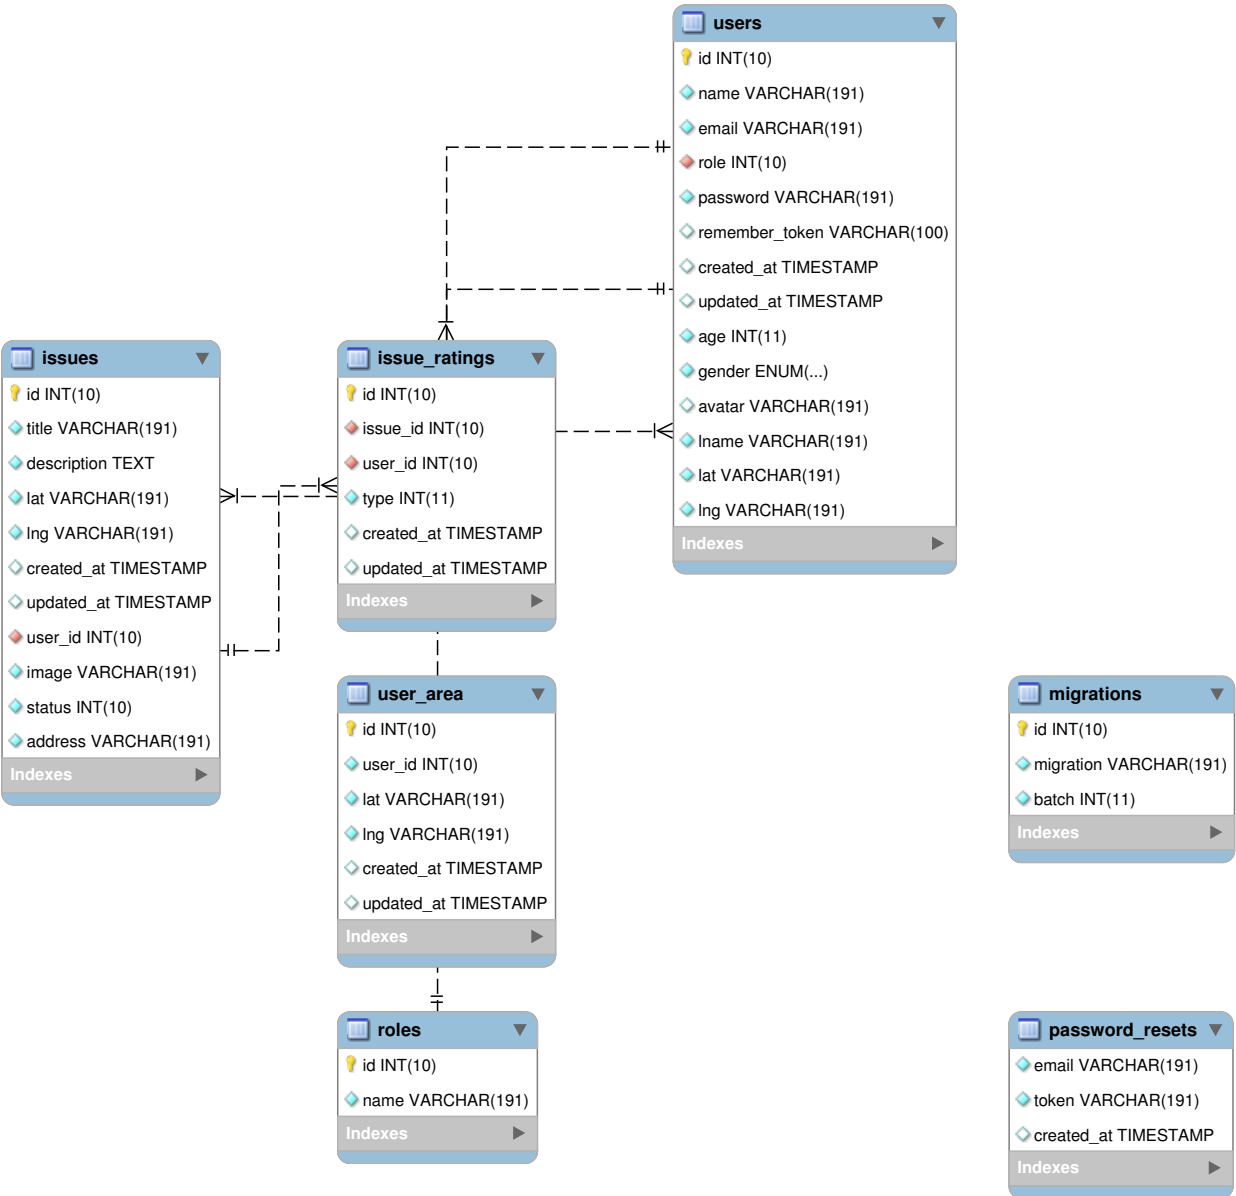 users
id INT(10)
name VARCHAR(191)
email VARCHAR(191)
role INT(10)
password VARCHAR(191)
remember_token VARCHAR(100)
created_at TIMESTAMP
updated_at TIMESTAMP
age INT(11)
gender ENUM(...)
avatar VARCHAR(191)
lname VARCHAR(191)
lat VARCHAR(191)
lng VARCHAR(191)
Indexes
issues
id INT(10)
title VARCHAR(191)
description TEXT
lat VARCHAR(191)
lng VARCHAR(191)
created_at TIMESTAMP
updated_at TIMESTAMP
user_id INT(10)
image VARCHAR(191)
status INT(10)
address VARCHAR(191)
Indexes
issue_ratings
id INT(10)
issue_id INT(10)
user_id INT(10)
type INT(11)
created_at TIMESTAMP
updated_at TIMESTAMP
Indexes
user_area
id INT(10)
user_id INT(10)
lat VARCHAR(191)
lng VARCHAR(191)
created_at TIMESTAMP
updated_at TIMESTAMP
Indexes
migrations
id INT(10)
migration VARCHAR(191)
batch INT(11)
Indexes
roles
id INT(10)
name VARCHAR(191)
Indexes
password_resets
email VARCHAR(191)
token VARCHAR(191)
created_at TIMESTAMP
Indexes